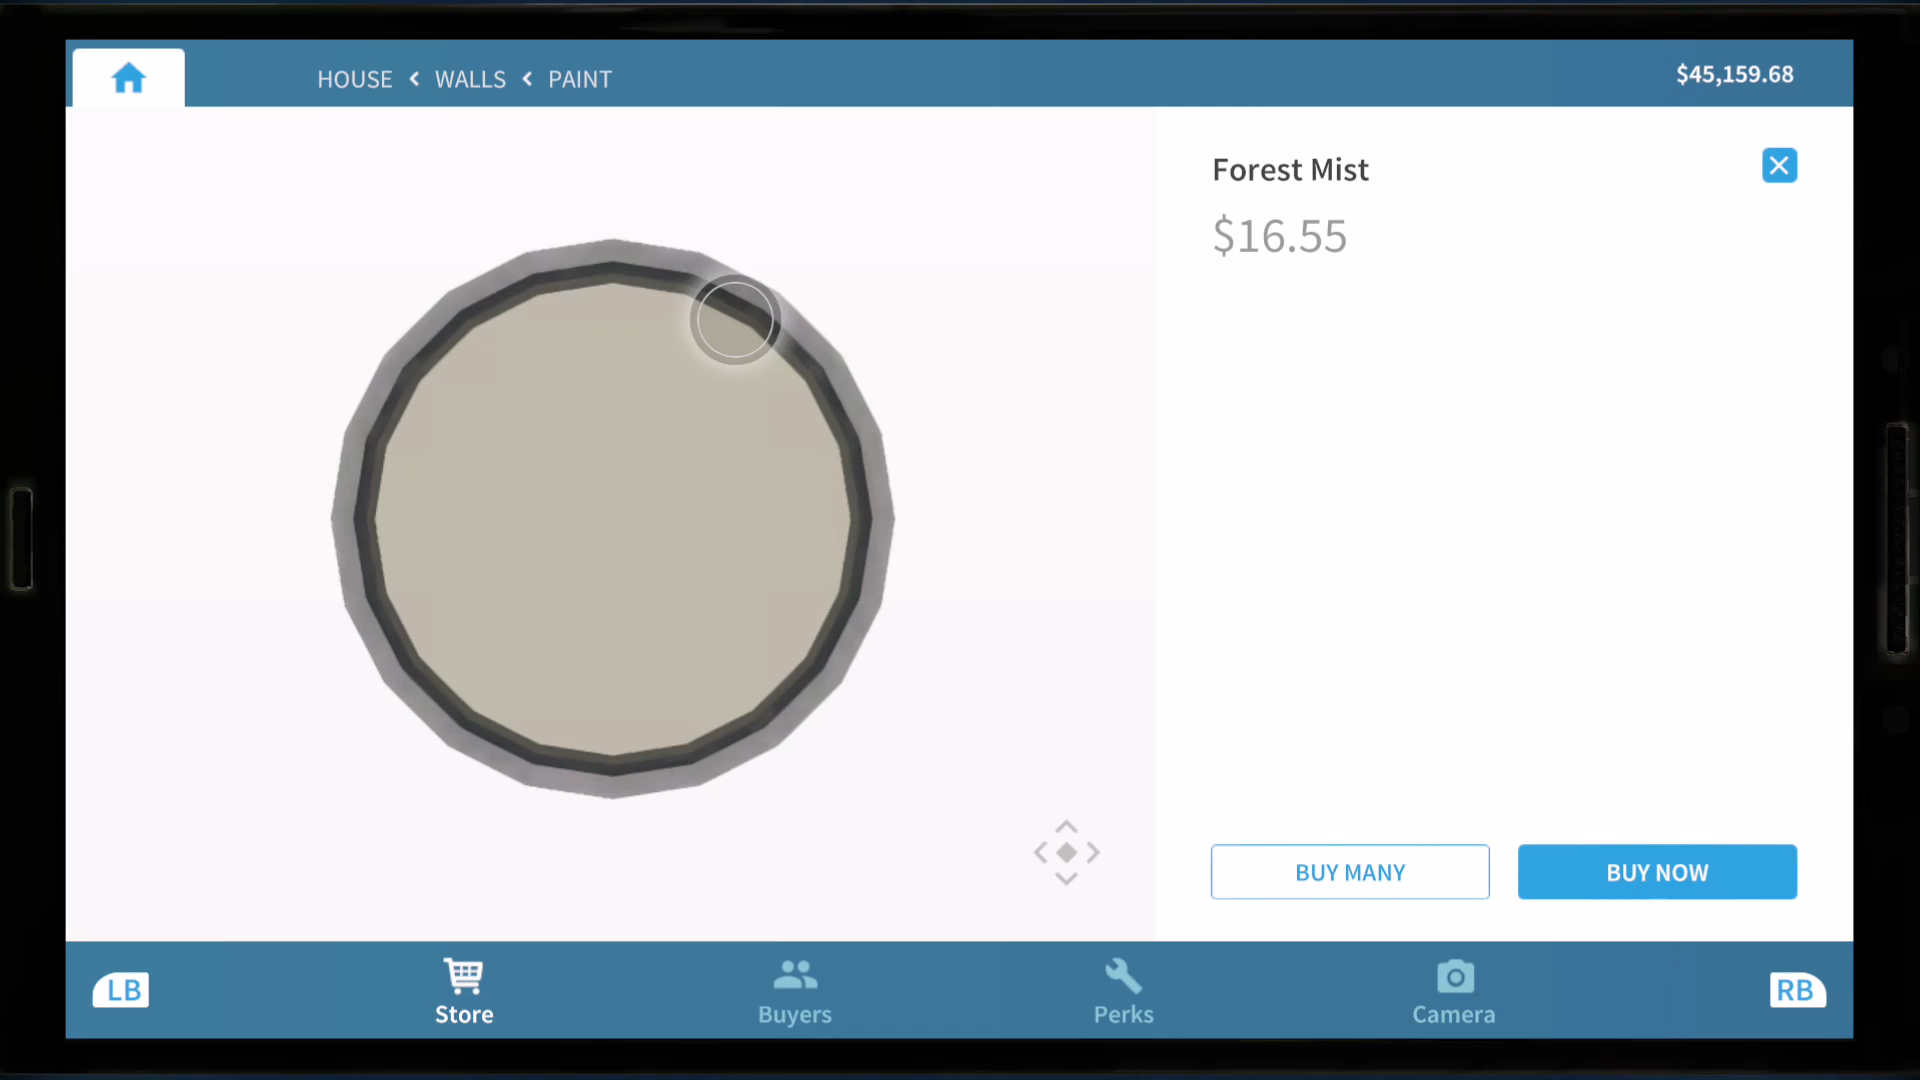 HOUSE < WALLS < PAINT
$45,159.68
Forest Mist
$16.55
BUY MANY
BUY NOW
LB
Store
Buyers
Perks
Camera
RB